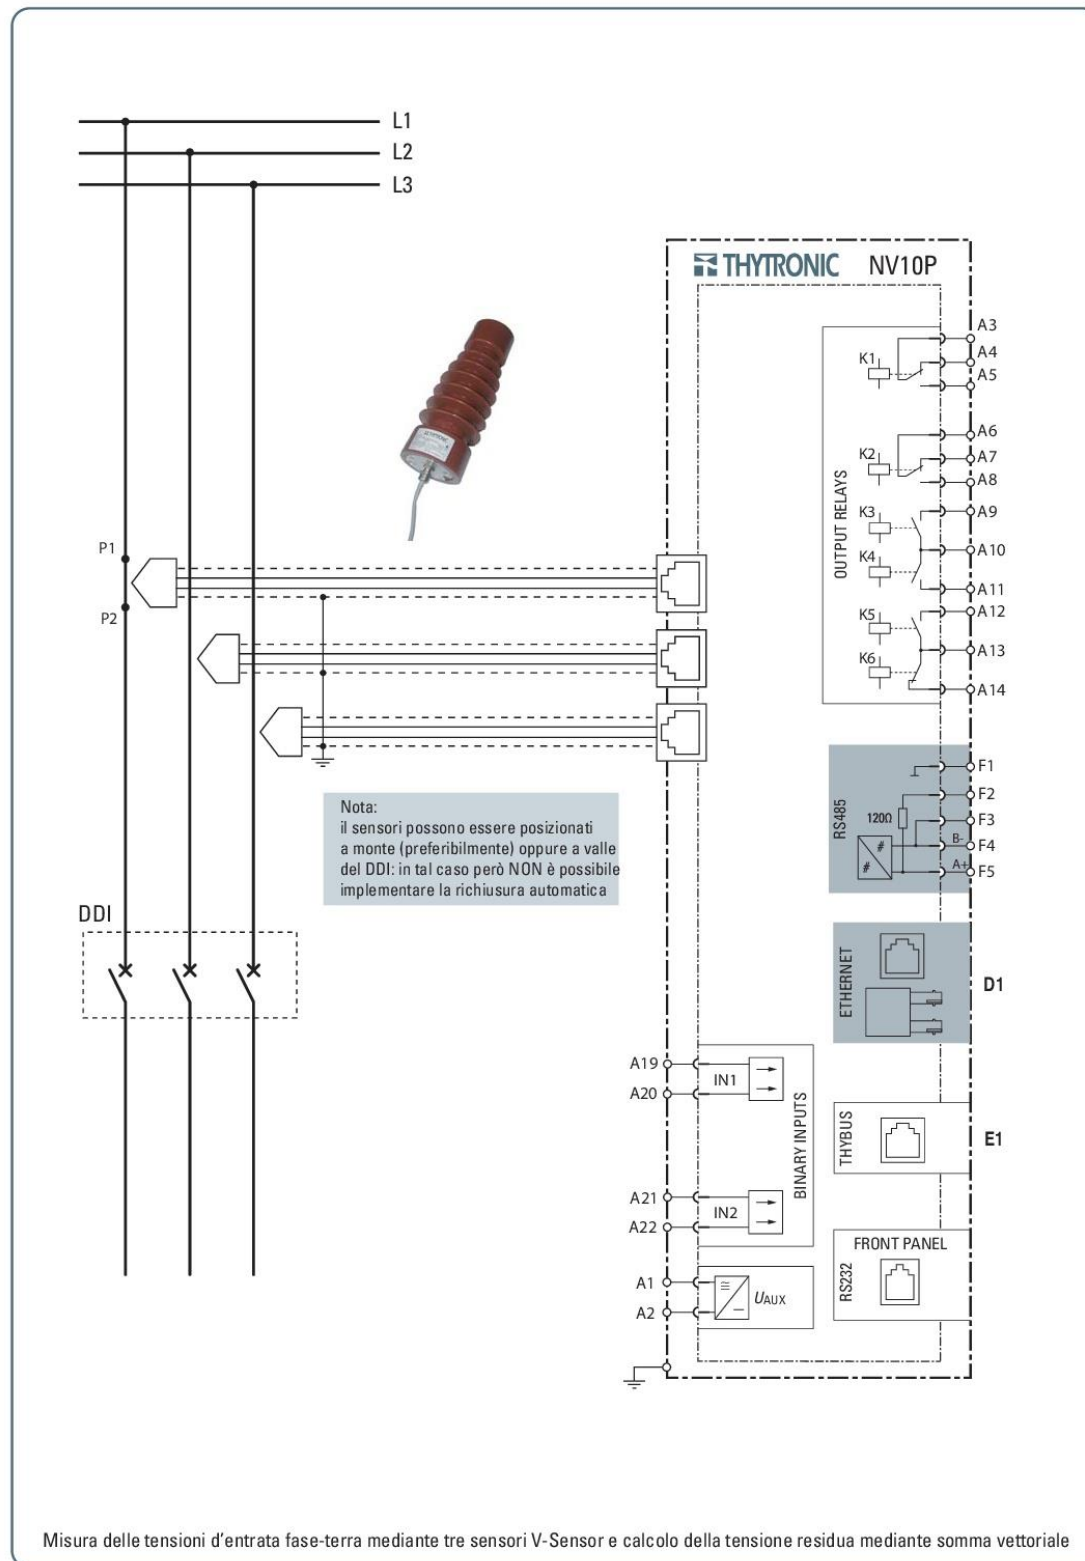 L1
L2
L3
THYTRONIC NV10P
A3
A4
A5
K1
A6
A7
A8
K2
OUTPUT RELAYS
A9
K3
A10
K4
A11
A12
K5
A13
K6
A14
P1
P2
Nota:
il sensori possono essere posizionati
a monte (preferibilmente) oppure a valle
del DDI: in tal caso però NON è possibile
implementare la richiusura automatica
RS485
120Ω
F1
F2
F3
B- F4
A+ F5
#
#
DDI
ETHERNET
D1
A19
A20
IN1
BINARY INPUTS
A21
A22
IN2
THYBUS
E1
FRONT PANEL
RS232
A1
A2
UAUX
Misura delle tensioni d'entrata fase-terra mediante tre sensori V-Sensor e calcolo della tensione residua mediante somma vettoriale